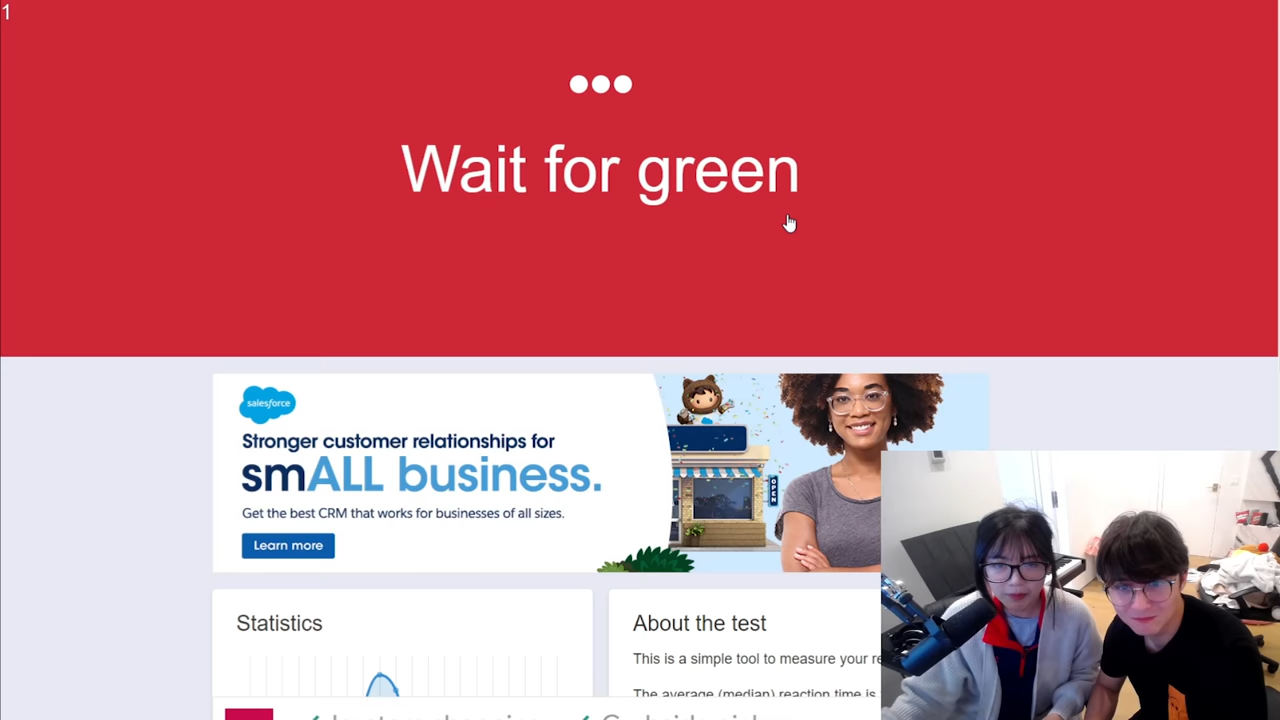 1
Wait for green
salesforce
Stronger customer relationships for
smALL business.
Get the best CRM that works for businesses of all sizes.
Learn more
OPEN
Statistics
About the test
This is a simple tool to measure your
The average (median) reaction time is